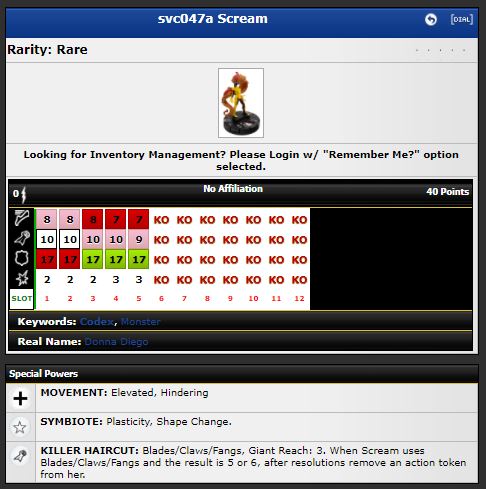 svc047a Scream
[DIAL]
Rarity: Rare
Looking for Inventory Management? Please Login w/ "Remember Me?" option
selected.
0 No Affiliation 40 Points
8 8 8 7 7 KO KO KO KO KO KO KO
10 10 10 10 9 KO KO KO KO KO KO KO
17 17 17 17 17 KO KO KO KO KO KO KO
2 2 2 3 3 KO KO KO KO KO KO KO
SLOT 1 2 3 4 5 6 7 8 9 10 11 12
Keywords: Codex, Monster
Real Name: Donna Diego
Special Powers
MOVEMENT: Elevated, Hindering
SYMBIOTE: Plasticity, Shape Change.
KILLER HAIRCUT: Blades/Claws/Fangs, Giant Reach: 3. When Scream uses
Blades/Claws/Fangs and the result is 5 or 6, after resolutions remove an action token
from her.